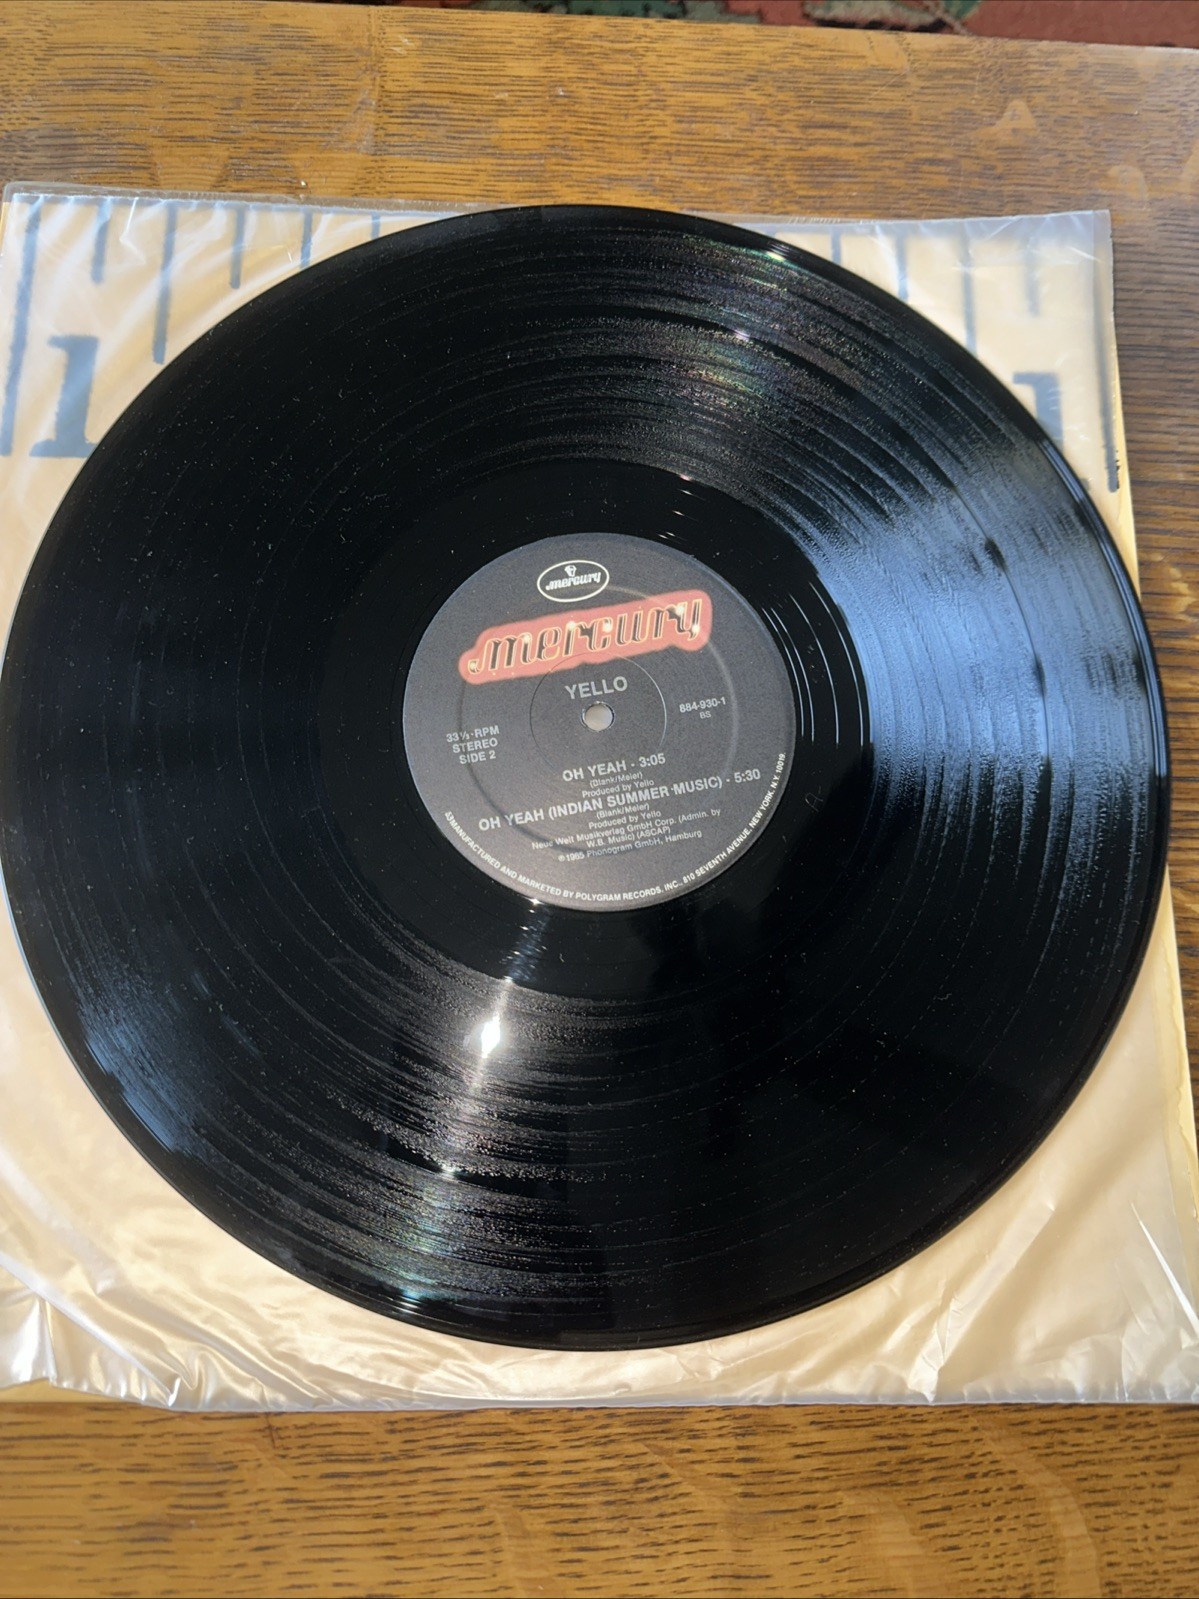 1
1
mercury
mercury
YELLO
884-930-1
BS
33⅓-RPM
STEREO
SIDE 2
OH YEAH - 3:05
(Blank/Meier)
Produced by Yello
OH YEAH (INDIAN SUMMER MUSIC) - 5:30
(Blank/Meier)
Produced by Yello
Neue Welt Musikverlag GmbH Corp. (Admin. by
W.B. Music) (ASCAP)
℗1985 Phonogram GmbH, Hamburg
MANUFACTURED AND MARKETED BY POLYGRAM RECORDS, INC., 810 SEVENTH AVENUE, NEW YORK, N.Y. 10019